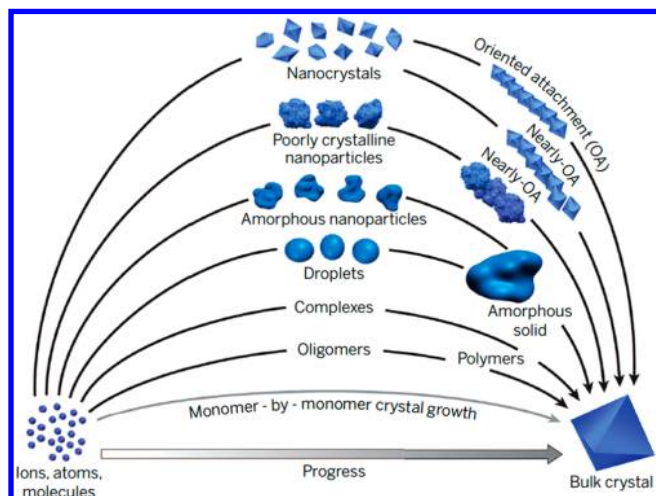 Nanocrystals
Oriented attachment (OA)
Poorly crystalline
nanoparticles
Nearly-OA
Nearly-OA
Amorphous nanoparticles
Droplets
Amorphous
solid
Complexes
Oligomers
Polymers
Monomer - by - monomer crystal growth
Ions, atoms,
molecules
Progress
Bulk crystal